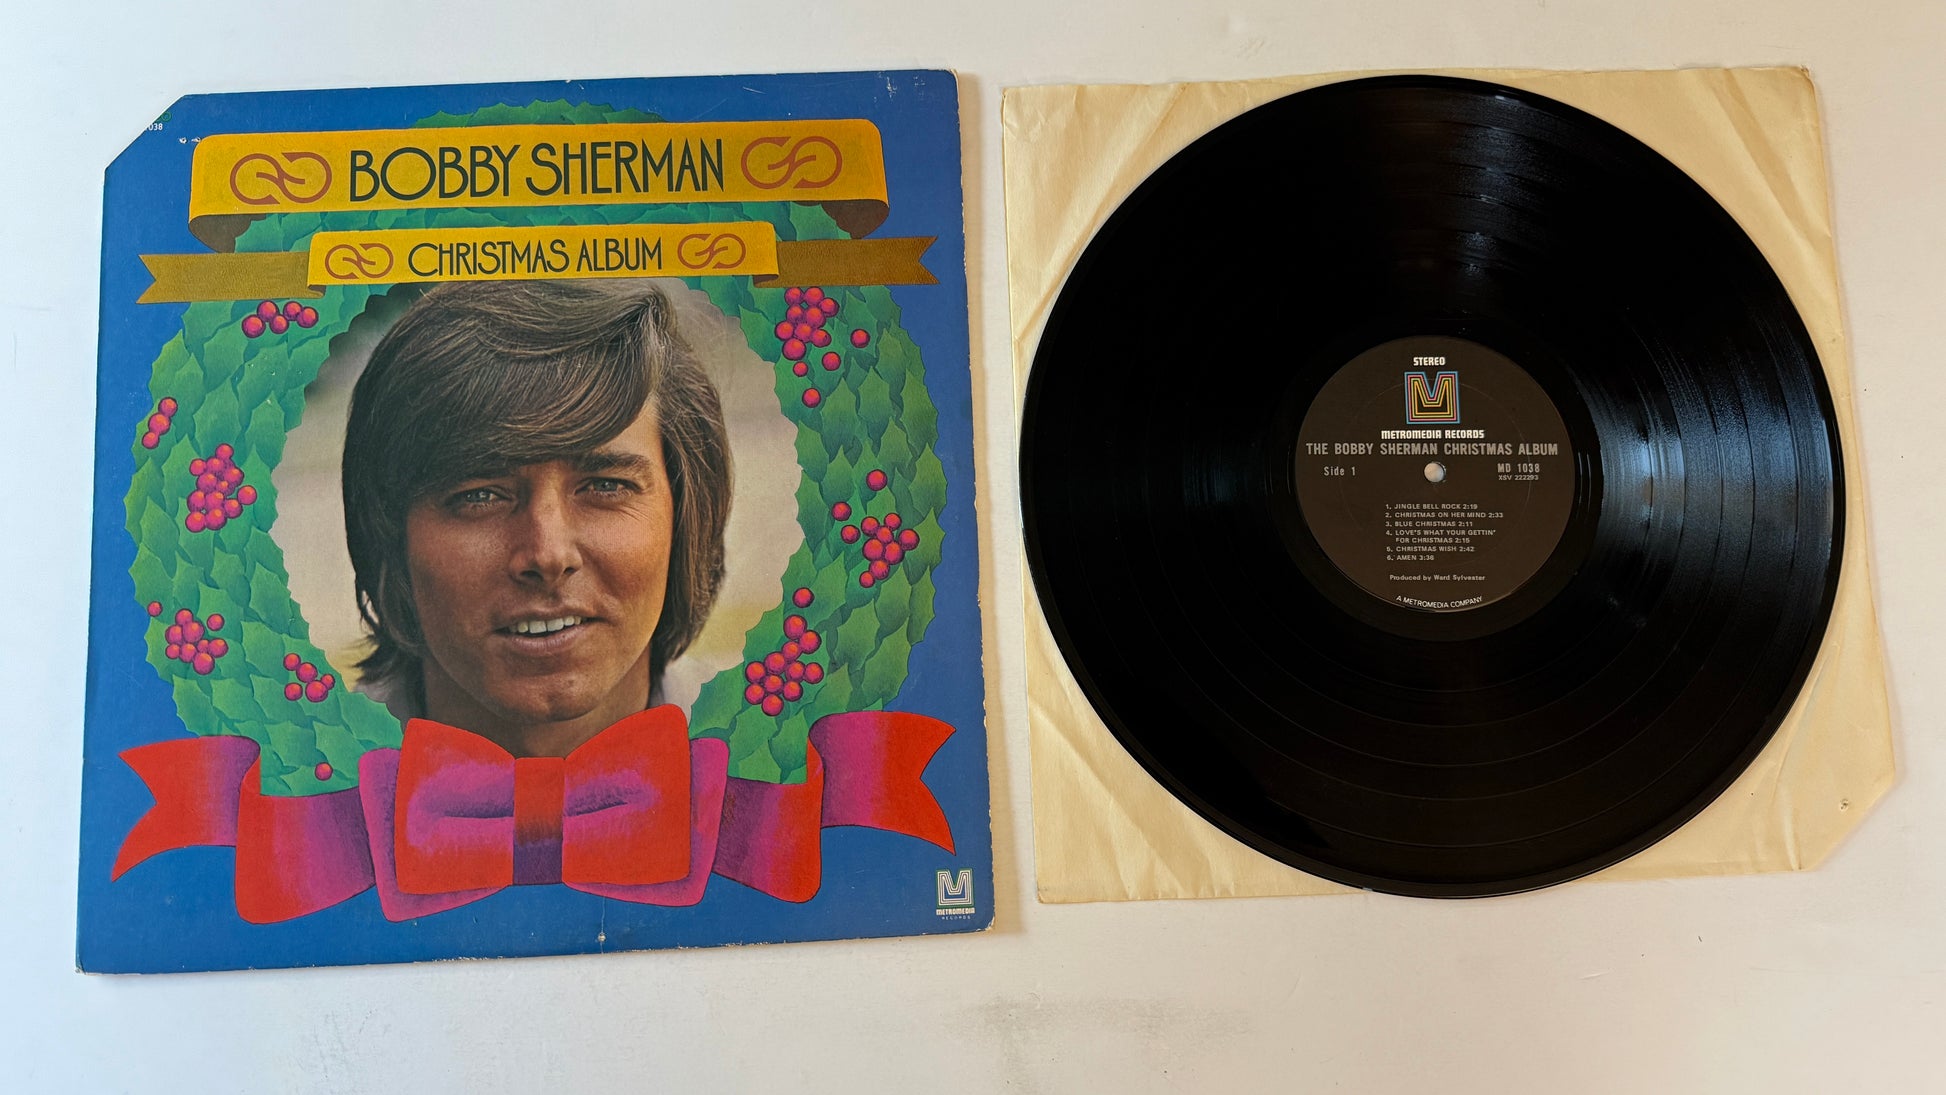 1038
BOBBY SHERMAN
CHRISTMAS ALBUM
METROMEDIA
RECORDS
STEREO
METROMEDIA RECORDS
THE BOBBY SHERMAN CHRISTMAS ALBUM
Side 1
MD 1038
XSV 222293
1. JINGLE BELL ROCK 2:19
2. CHRISTMAS ON HER MIND 2:33
3. BLUE CHRISTMAS 2:11
4. LOVE'S WHAT YOUR GETTIN'
FOR CHRISTMAS 2:15
5. CHRISTMAS WISH 2:42
6. AMEN 3:36
Produced by Ward Sylvester
A METROMEDIA COMPANY